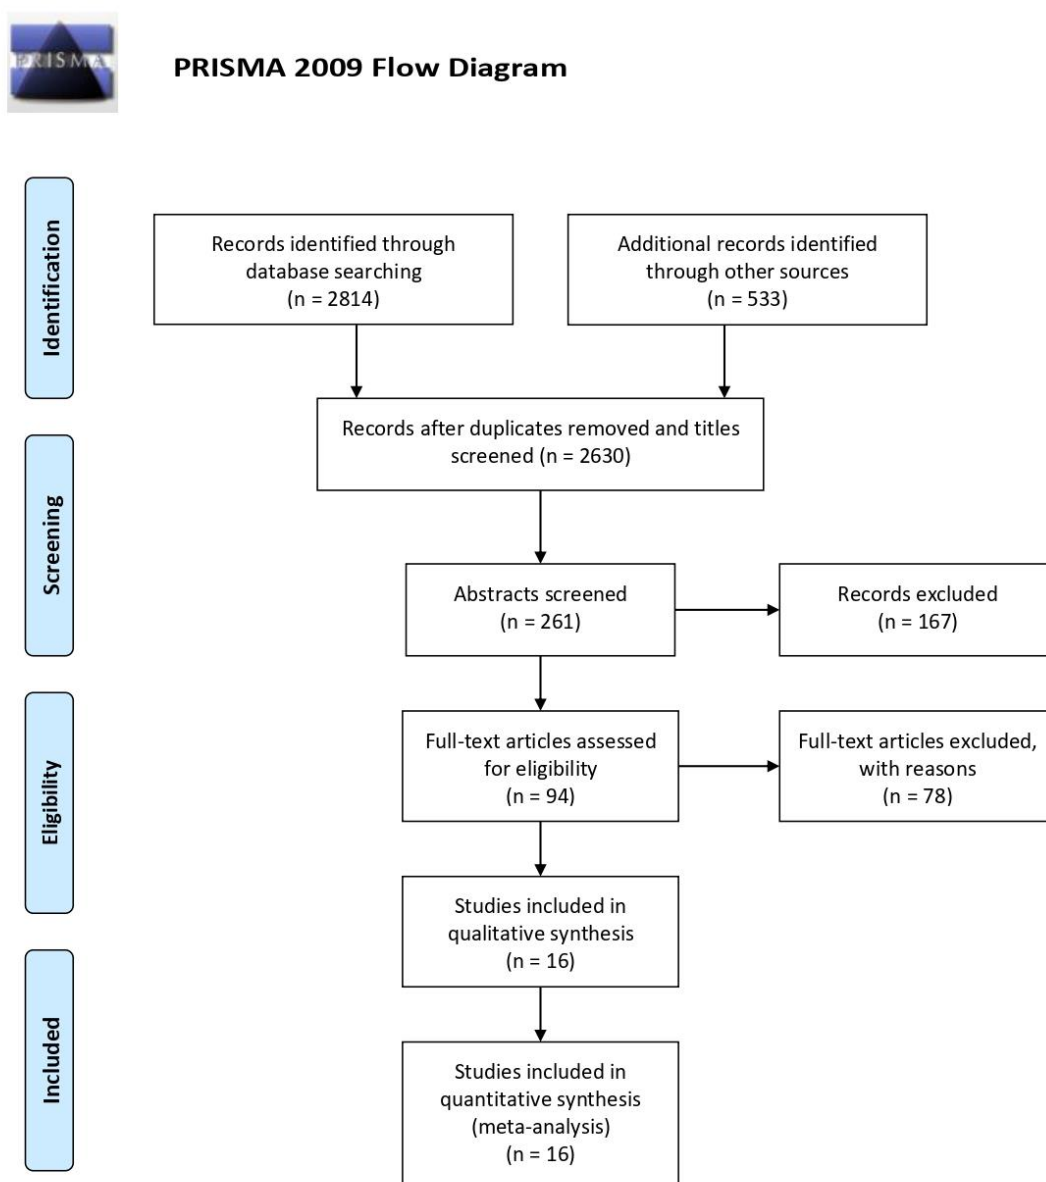 PRISMA
PRISMA 2009 Flow Diagram
Identification
Records identified through
database searching
(n = 2814)
Additional records identified
through other sources
(n = 533)
Records after duplicates removed and titles
screened (n = 2630)
Screening
Abstracts screened
(n = 261)
Records excluded
(n = 167)
Eligibility
Full-text articles assessed
for eligibility
(n = 94)
Full-text articles excluded,
with reasons
(n = 78)
Studies included in
qualitative synthesis
(n = 16)
Included
Studies included in
quantitative synthesis
(meta-analysis)
(n = 16)